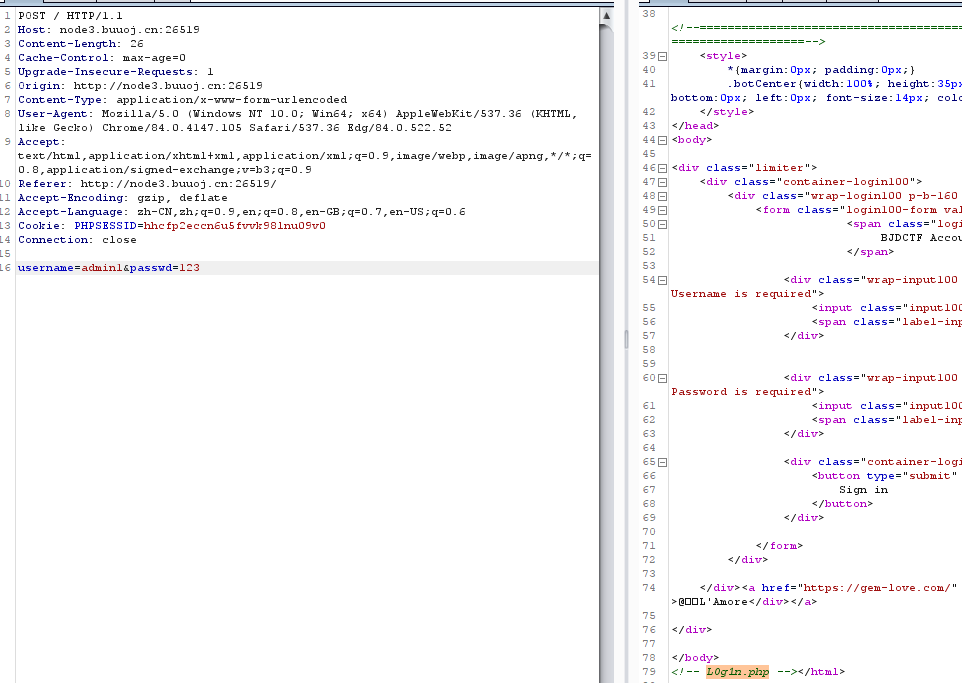 1 POST / HTTP/1.1
2 Host: node3.buuoj.cn:26519
3 Content-Length: 26
4 Cache-Control: max-age=0
5 Upgrade-Insecure-Requests: 1
6 Origin: http://node3.buuoj.cn:26519
7 Content-Type: application/x-www-form-urlencoded
8 User-Agent: Mozilla/5.0 (Windows NT 10.0; Win64; x64) AppleWebKit/537.36 (KHTML,
like Gecko) Chrome/84.0.4147.105 Safari/537.36 Edg/84.0.522.52
9 Accept:
text/html,application/xhtml+xml,application/xml;q=0.9,image/webp,image/apng,*/*;q=
0.8,application/signed-exchange;v=b3;q=0.9
10 Referer: http://node3.buuoj.cn:26519/
11 Accept-Encoding: gzip, deflate
12 Accept-Language: zh-CN,zh;q=0.9,en;q=0.8,en-GB;q=0.7,en-US;q=0.6
13 Cookie: PHPSESSID=hhcfp2eccn6u5fvvk98lnu09v0
14 Connection: close
15
16 username=admin1&passwd=123
38
<!--======================================
===================-->
39 <style>
40 *{margin:0px; padding:0px;}
41 .botCenter{width:100%; height:35px
bottom:0px; left:0px; font-size:14px; colo
42 </style>
43 </head>
44 <body>
45
46 <div class="limiter">
47 <div class="container-login100">
48 <div class="wrap-login100 p-b-160
49 <form class="login100-form val
50 <span class="logi
51 BJDCTF Accou
52 </span>
53
54 <div class="wrap-input100
Username is required">
55 <input class="input100
56 <span class="label-inp
57 </div>
58
59
60 <div class="wrap-input100
Password is required">
61 <input class="input100
62 <span class="label-inp
63 </div>
64
65 <div class="container-logi
66 <button type="submit"
67 Sign in
68 </button>
69 </div>
70
71 </form>
72 </div>
73
74 </div><a href="https://gem-love.com/"
>@□□L'Amore</div></a>
75
76 </div>
77
78 </body>
79 <!-- L0g1n.php --></html>